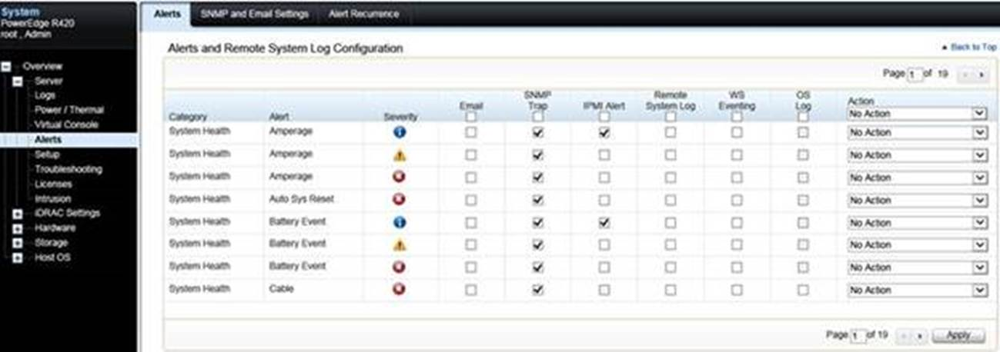 System
PowerEdge R420
root , Admin
Overview
Server
Logs
Power / Thermal
Virtual Console
Alerts
Setup
Troubleshooting
Licenses
Intrusion
iDRAC Settings
Hardware
Storage
Host OS
Alerts SNMP and Email Settings Alert Recurrence
Alerts and Remote System Log Configuration
Back to Top
Page 1 of 19
Category Alert Severity Email SNMP Trap IPMI Alert Remote System Log WS Eventing OS Log Action
No Action
System Health Amperage No Action
System Health Amperage No Action
System Health Amperage No Action
System Health Auto Sys Reset No Action
System Health Battery Event No Action
System Health Battery Event No Action
System Health Battery Event No Action
System Health Cable No Action
Page 1 of 19 Apply